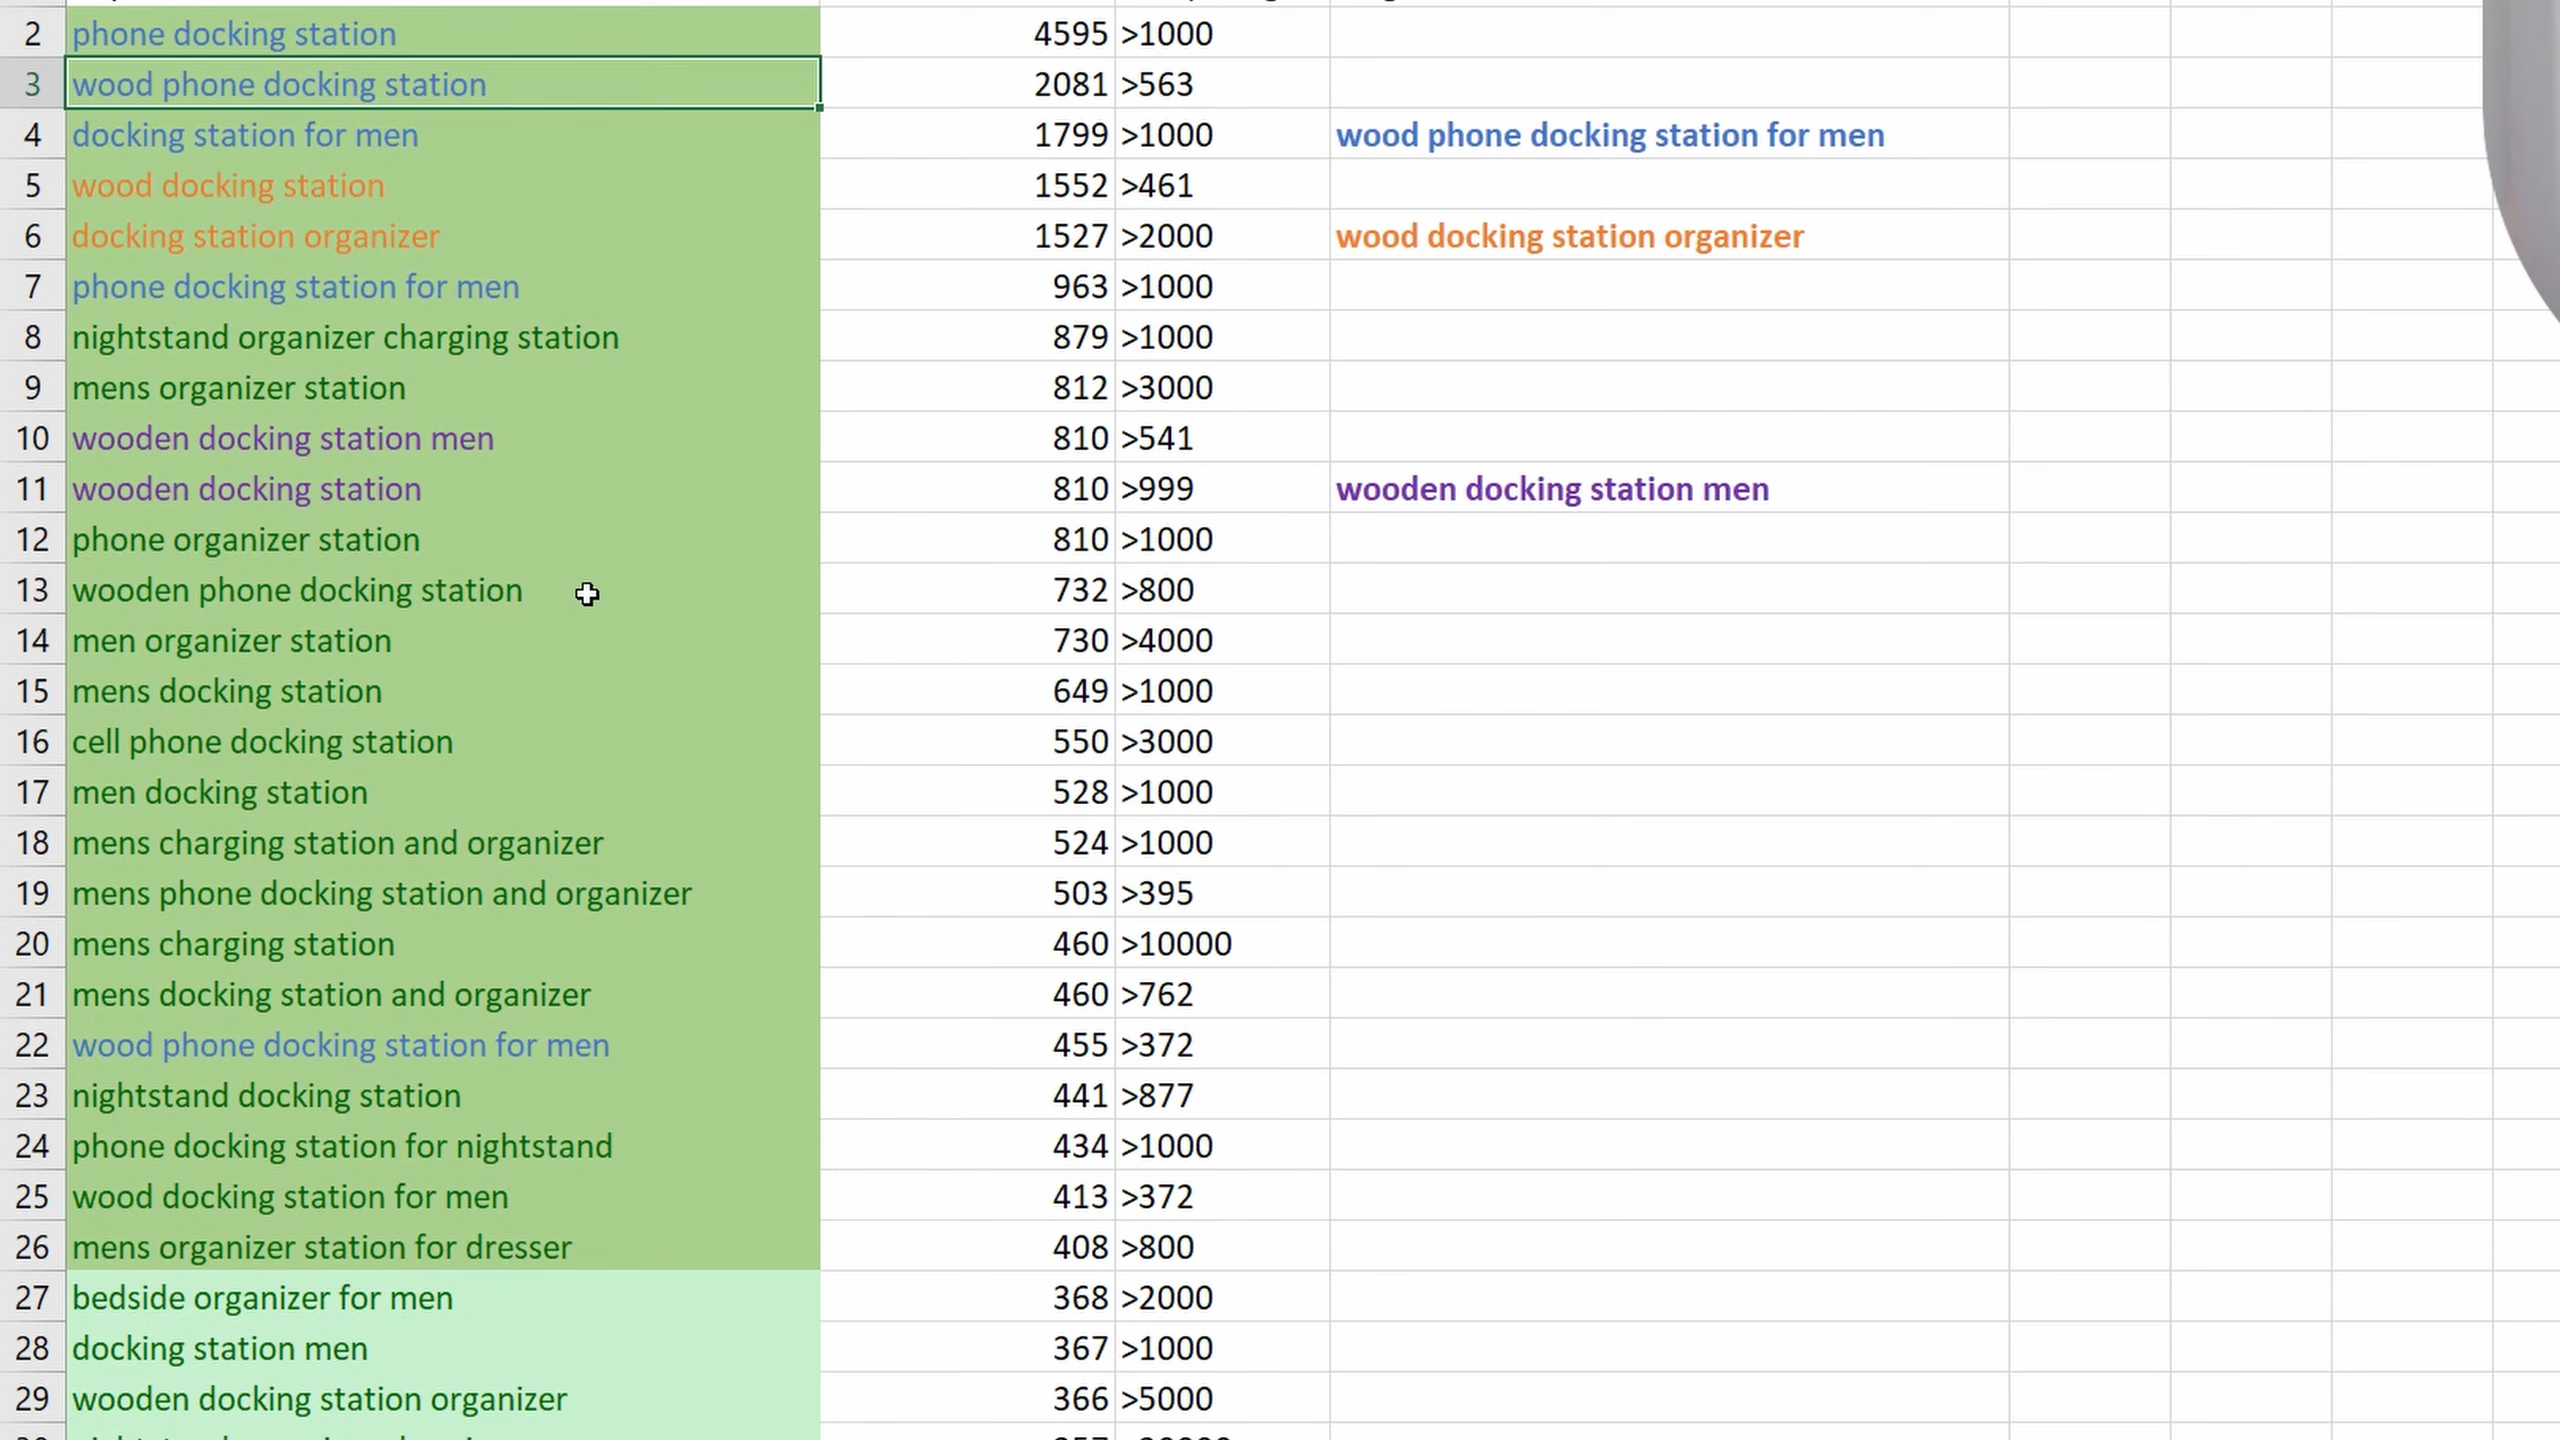 2 phone docking station 4595 >1000
3 wood phone docking station 2081 >563
4 docking station for men 1799 >1000 wood phone docking station for men
5 wood docking station 1552 >461
6 docking station organizer 1527 >2000 wood docking station organizer
7 phone docking station for men 963 >1000
8 nightstand organizer charging station 879 >1000
9 mens organizer station 812 >3000
10 wooden docking station men 810 >541
11 wooden docking station 810 >999 wooden docking station men
12 phone organizer station 810 >1000
13 wooden phone docking station 732 >800
14 men organizer station 730 >4000
15 mens docking station 649 >1000
16 cell phone docking station 550 >3000
17 men docking station 528 >1000
18 mens charging station and organizer 524 >1000
19 mens phone docking station and organizer 503 >395
20 mens charging station 460 >10000
21 mens docking station and organizer 460 >762
22 wood phone docking station for men 455 >372
23 nightstand docking station 441 >877
24 phone docking station for nightstand 434 >1000
25 wood docking station for men 413 >372
26 mens organizer station for dresser 408 >800
27 bedside organizer for men 368 >2000
28 docking station men 367 >1000
29 wooden docking station organizer 366 >5000